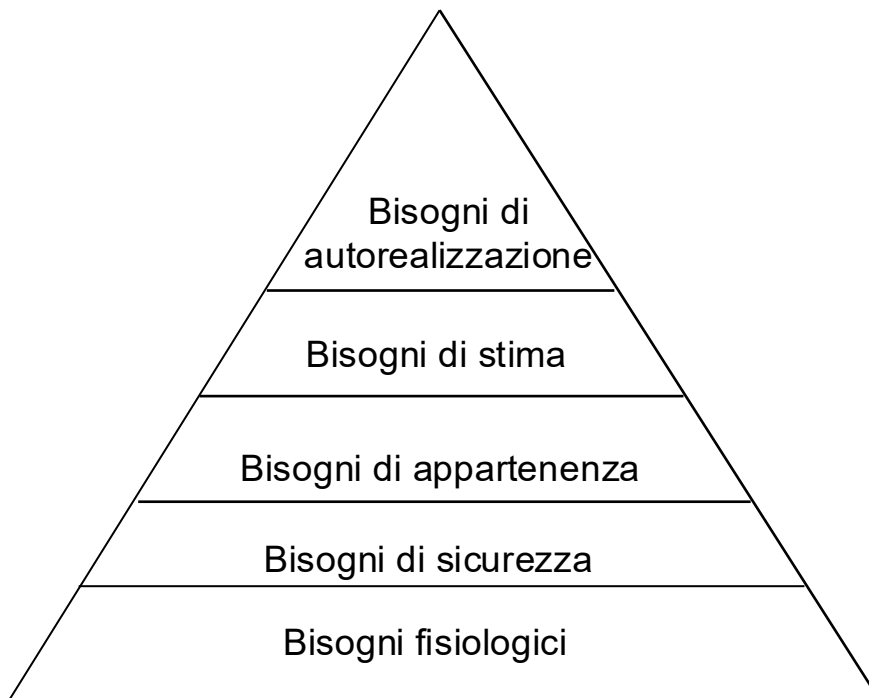 Bisogni di
autorealizzazione
Bisogni di stima
Bisogni di appartenenza
Bisogni di sicurezza
Bisogni fisiologici